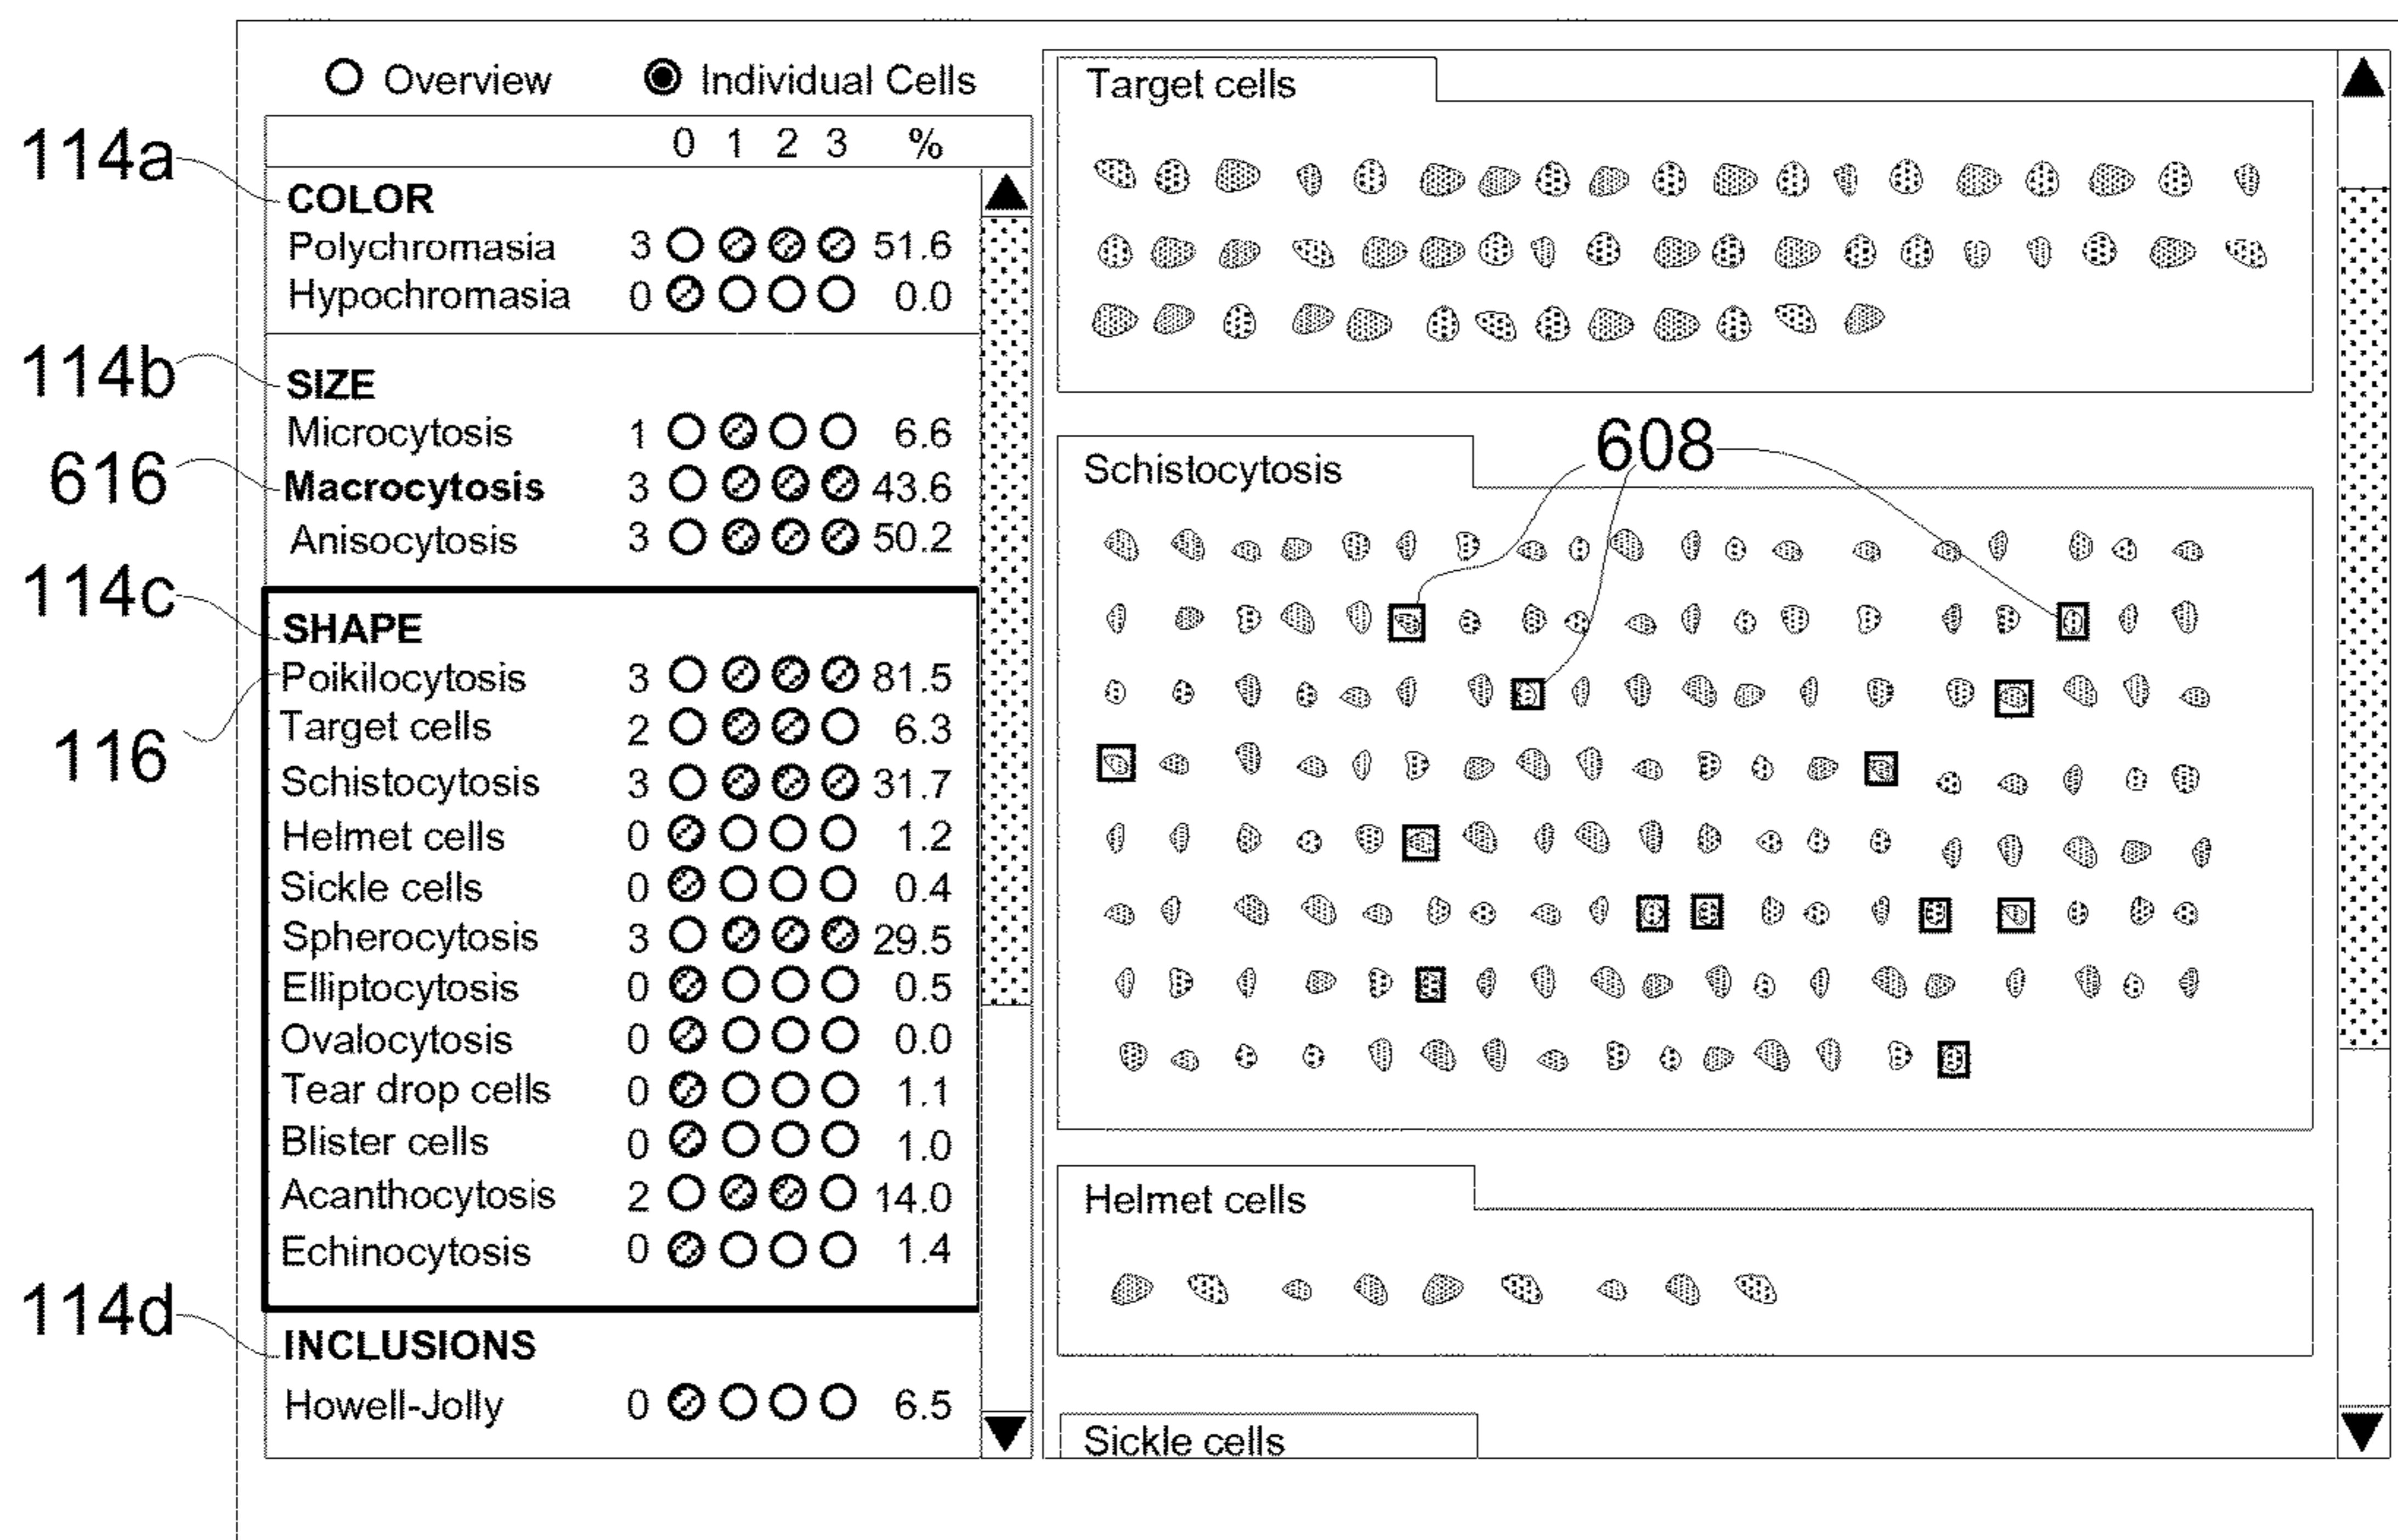 Overview Individual Cells
0 1 2 3 %
114a
COLOR
Polychromasia 3 51.6
Hypochromasia 0 0.0
114b
SIZE
Microcytosis 1 6.6
616
Macrocytosis 3 43.6
Anisocytosis 3 50.2
114c
SHAPE
Poikilocytosis 3 81.5
116
Target cells 2 6.3
Schistocytosis 3 31.7
Helmet cells 0 1.2
Sickle cells 0 0.4
Spherocytosis 3 29.5
Elliptocytosis 0 0.5
Ovalocytosis 0 0.0
Tear drop cells 0 1.1
Blister cells 0 1.0
Acanthocytosis 2 14.0
Echinocytosis 0 1.4
114d
INCLUSIONS
Howell-Jolly 0 6.5
Target cells
608
Schistocytosis
Helmet cells
Sickle cells